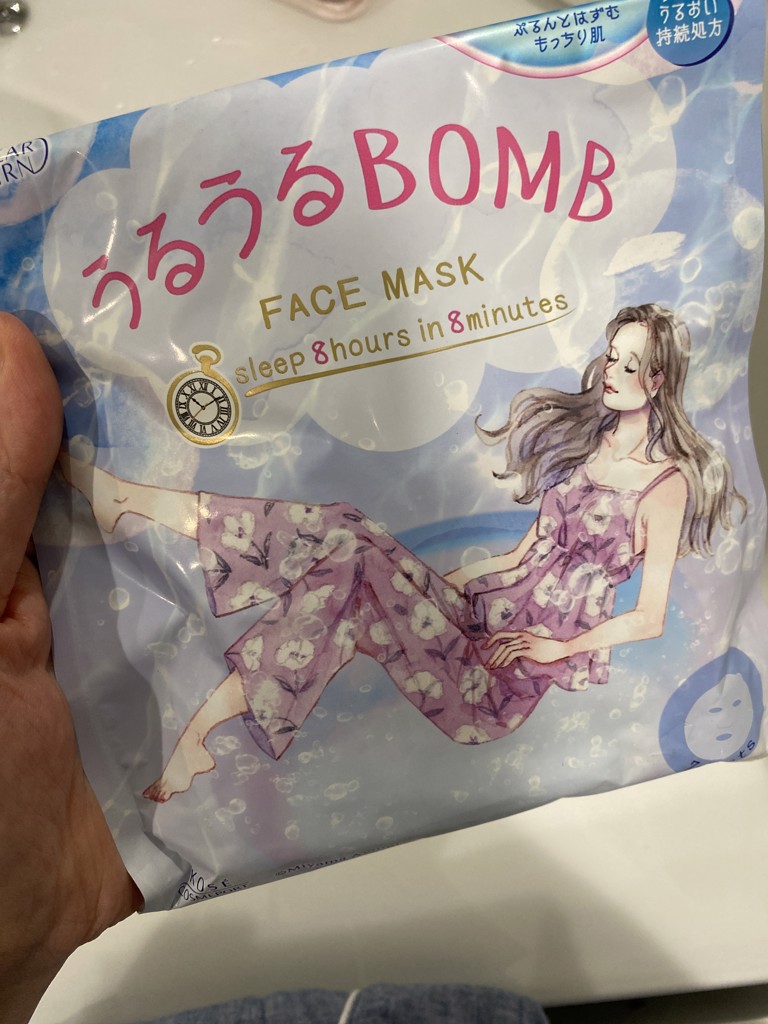 ぷるんとはずむ
もっちり肌
うるおい
持続処方
うるうるBOMB
FACE MASK
sleep 8hours in 8minutes
KOSÉ